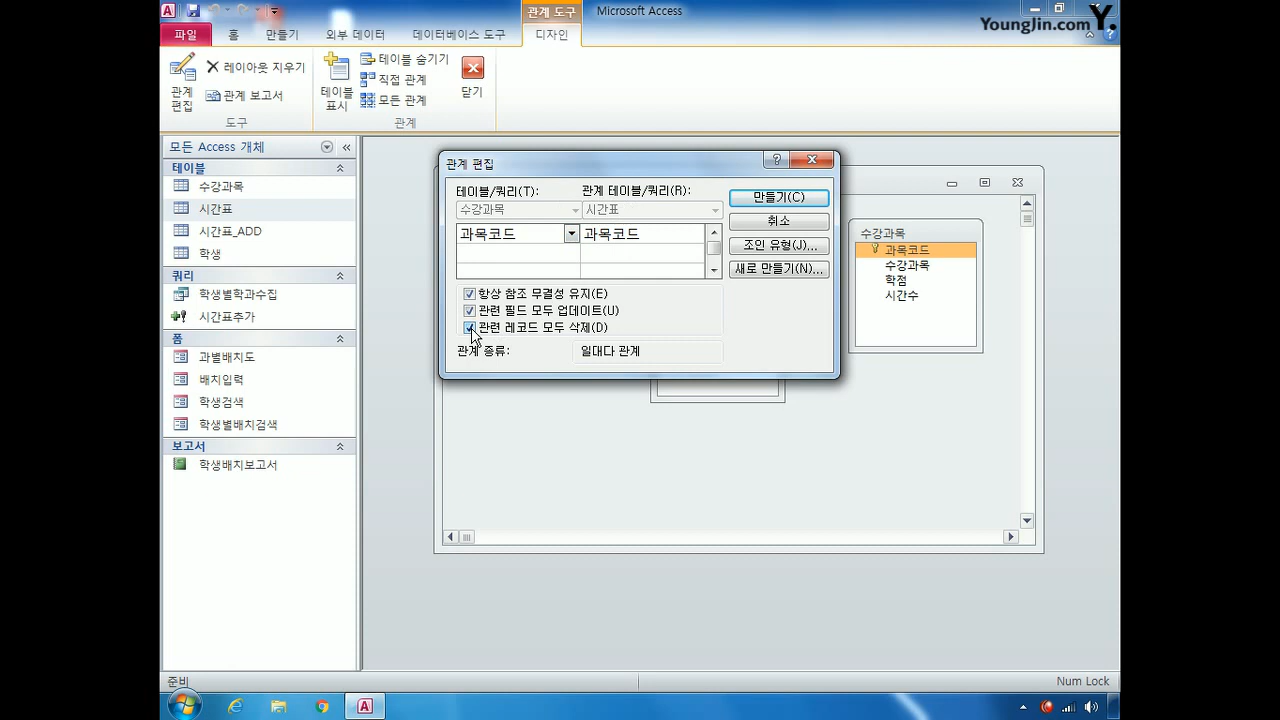 Microsoft Access
관계 도구
YoungJin.com Y.
파일
홈
만들기
외부 데이터
데이터베이스 도구
디자인
관계
편집
레이아웃 지우기
관계 보고서
도구
테이블
표시
테이블 숨기기
직접 관계
모든 관계
닫기
관계
모든 Access 개체
테이블
수강과목
시간표
시간표_ADD
학생
쿼리
학생별학과수집
시간표추가
폼
과별배치도
배치입력
학생검색
학생별배치검색
보고서
학생배치보고서
관계 편집
테이블/쿼리(T):
관계 테이블/쿼리(R):
수강과목
시간표
과목코드
과목코드
항상 참조 무결성 유지(E)
관련 필드 모두 업데이트(U)
관련 레코드 모두 삭제(D)
관계 종류:
일대다 관계
만들기(C)
취소
조인 유형(J)...
새로 만들기(N)...
수강과목
과목코드
수강과목
학점
시간수
준비
Num Lock